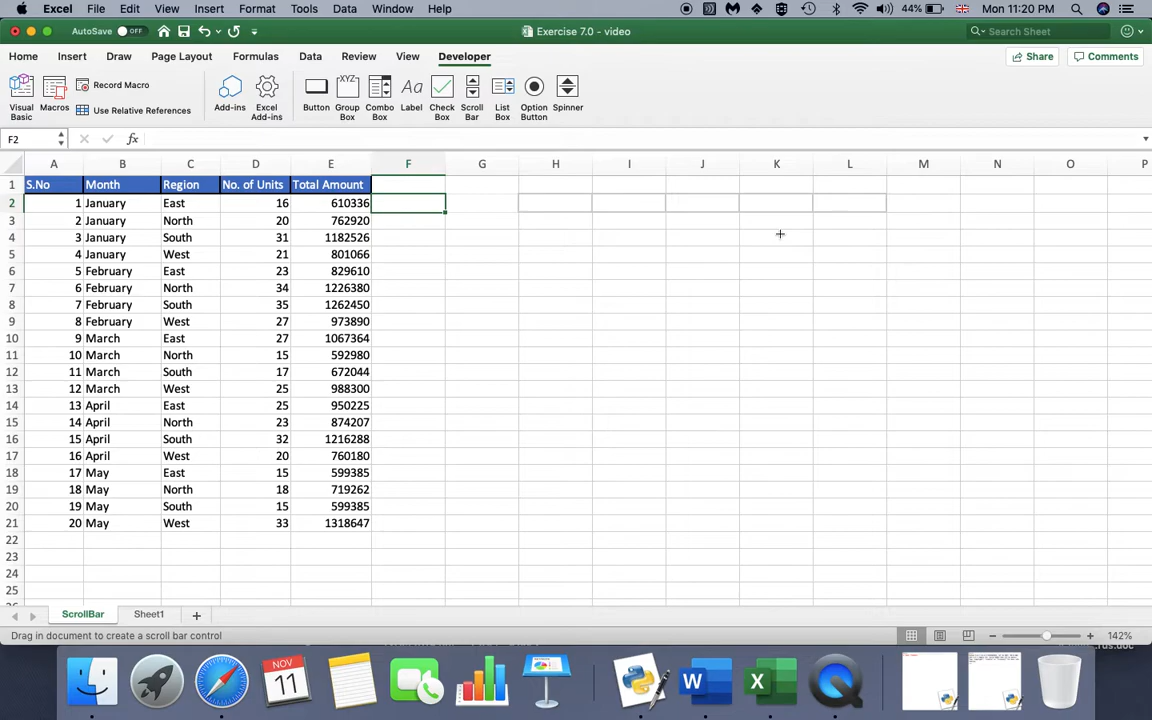 Excel File Edit View Insert Format Tools Data Window Help 44% Mon 11:20 PM
AutoSave OFF Exercise 7.0 - video Search Sheet
Home Insert Draw Page Layout Formulas Data Review View Developer Share Comments
Visual Basic Macros Record Macro Use Relative References Add-ins Excel Add-ins Button Group Box Combo Box Label Check Box Scroll Bar List Box Option Button Spinner
XYZ Aa
F2 fx
A B C D E F G H I J K L M N O P
1 S.No Month Region No. of Units Total Amount
2 1 January East 16 610336
3 2 January North 20 762920
4 3 January South 31 1182526
5 4 January West 21 801066
6 5 February East 23 829610
7 6 February North 34 1226380
8 7 February South 35 1262450
9 8 February West 27 973890
10 9 March East 27 1067364
11 10 March North 15 592980
12 11 March South 17 672044
13 12 March West 25 988300
14 13 April East 25 950225
15 14 April North 23 874207
16 15 April South 32 1216288
17 16 April West 20 760180
18 17 May East 15 599385
19 18 May North 18 719262
20 19 May South 15 599385
21 20 May West 33 1318647
22
23
24
25
ScrollBar Sheet1
Drag in document to create a scroll bar control 142%
NOV
11
W X